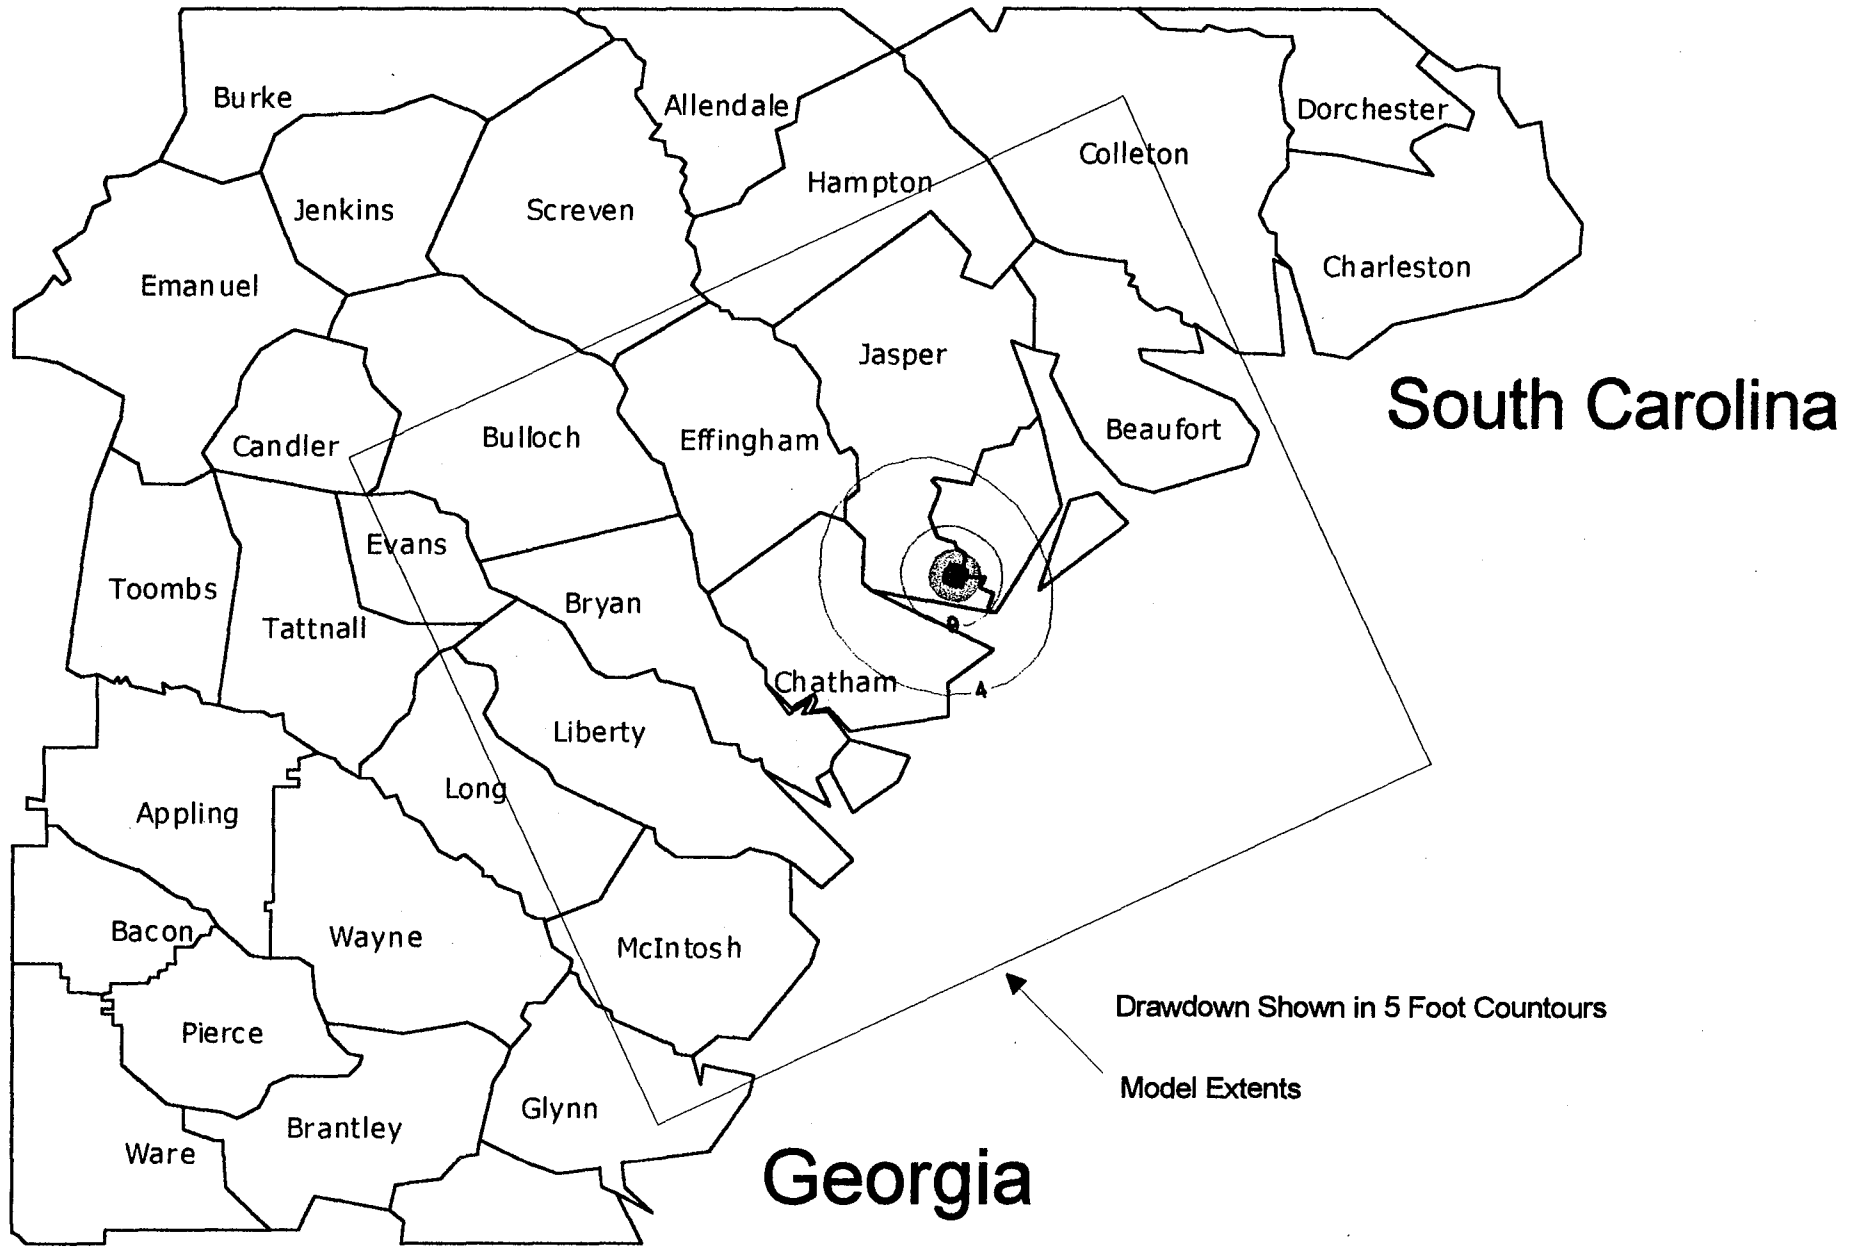 Burke
Allendale
Dorchester
Colleton
Hampton
Jenkins
Screven
Charleston
Emanuel
Jasper
South Carolina
Beaufort
Candler
Bulloch
Effingham
Evans
Toombs
Bryan
Tattnall
9
Chatham
4
Liberty
Long
Appling
Bacon
Wayne
McIntosh
Drawdown Shown in 5 Foot Countours
Pierce
Model Extents
Glynn
Brantley
Ware
Georgia